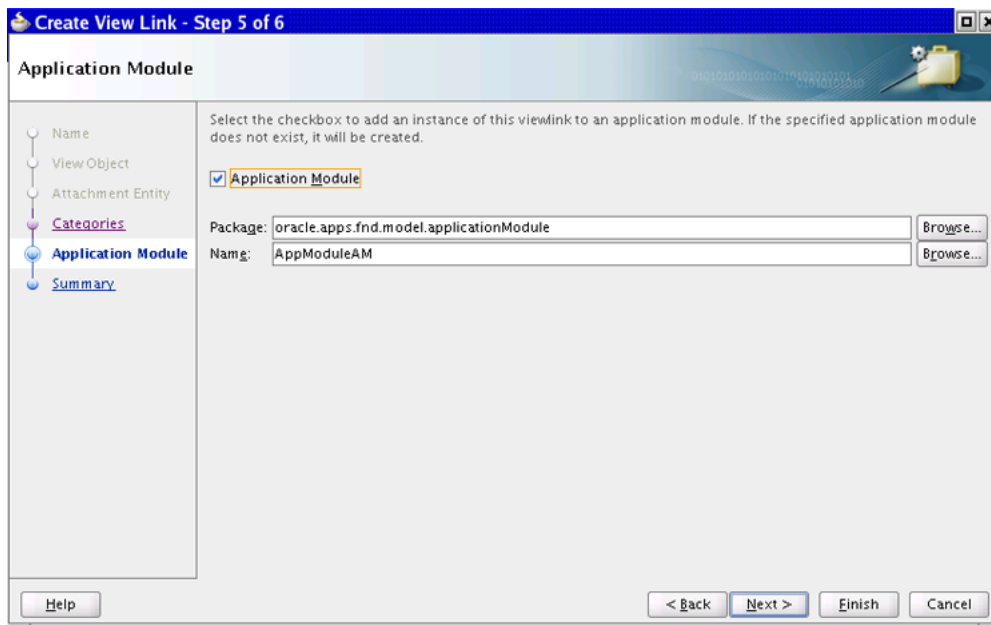 Create View Link - Step 5 of 6
Application Module
Name
View Object
Attachment Entity
Categories
Application Module
Summary
Select the checkbox to add an instance of this viewlink to an application module. If the specified application module
does not exist, it will be created.
Application Module
Package: oracle.apps.fnd.model.applicationModule Browse...
Name: AppModuleAM Browse...
Help < Back Next > Finish Cancel